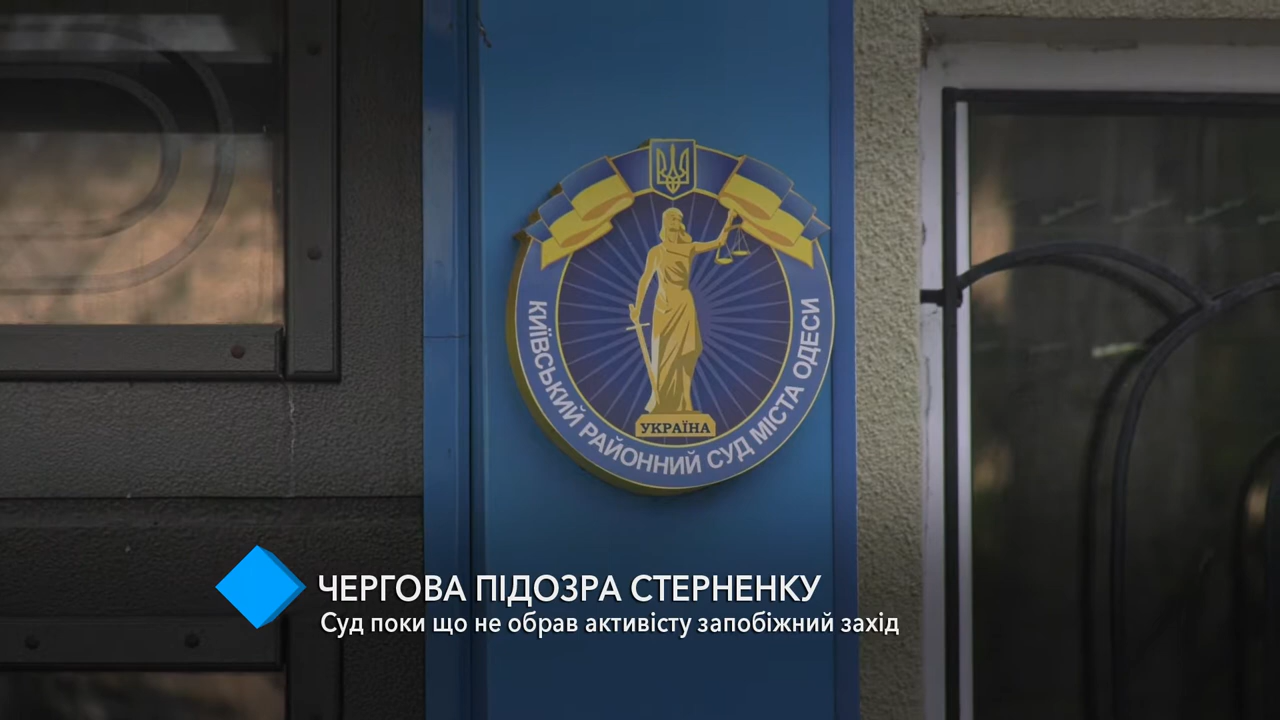 КИЇВСЬКИЙ РАЙОННИЙ СУД МІСТА ОДЕСИ
УКРАЇНА
ЧЕРГОВА ПІДОЗРА СТЕРНЕНКУ
Суд поки що не обрав активісту запобіжний захід